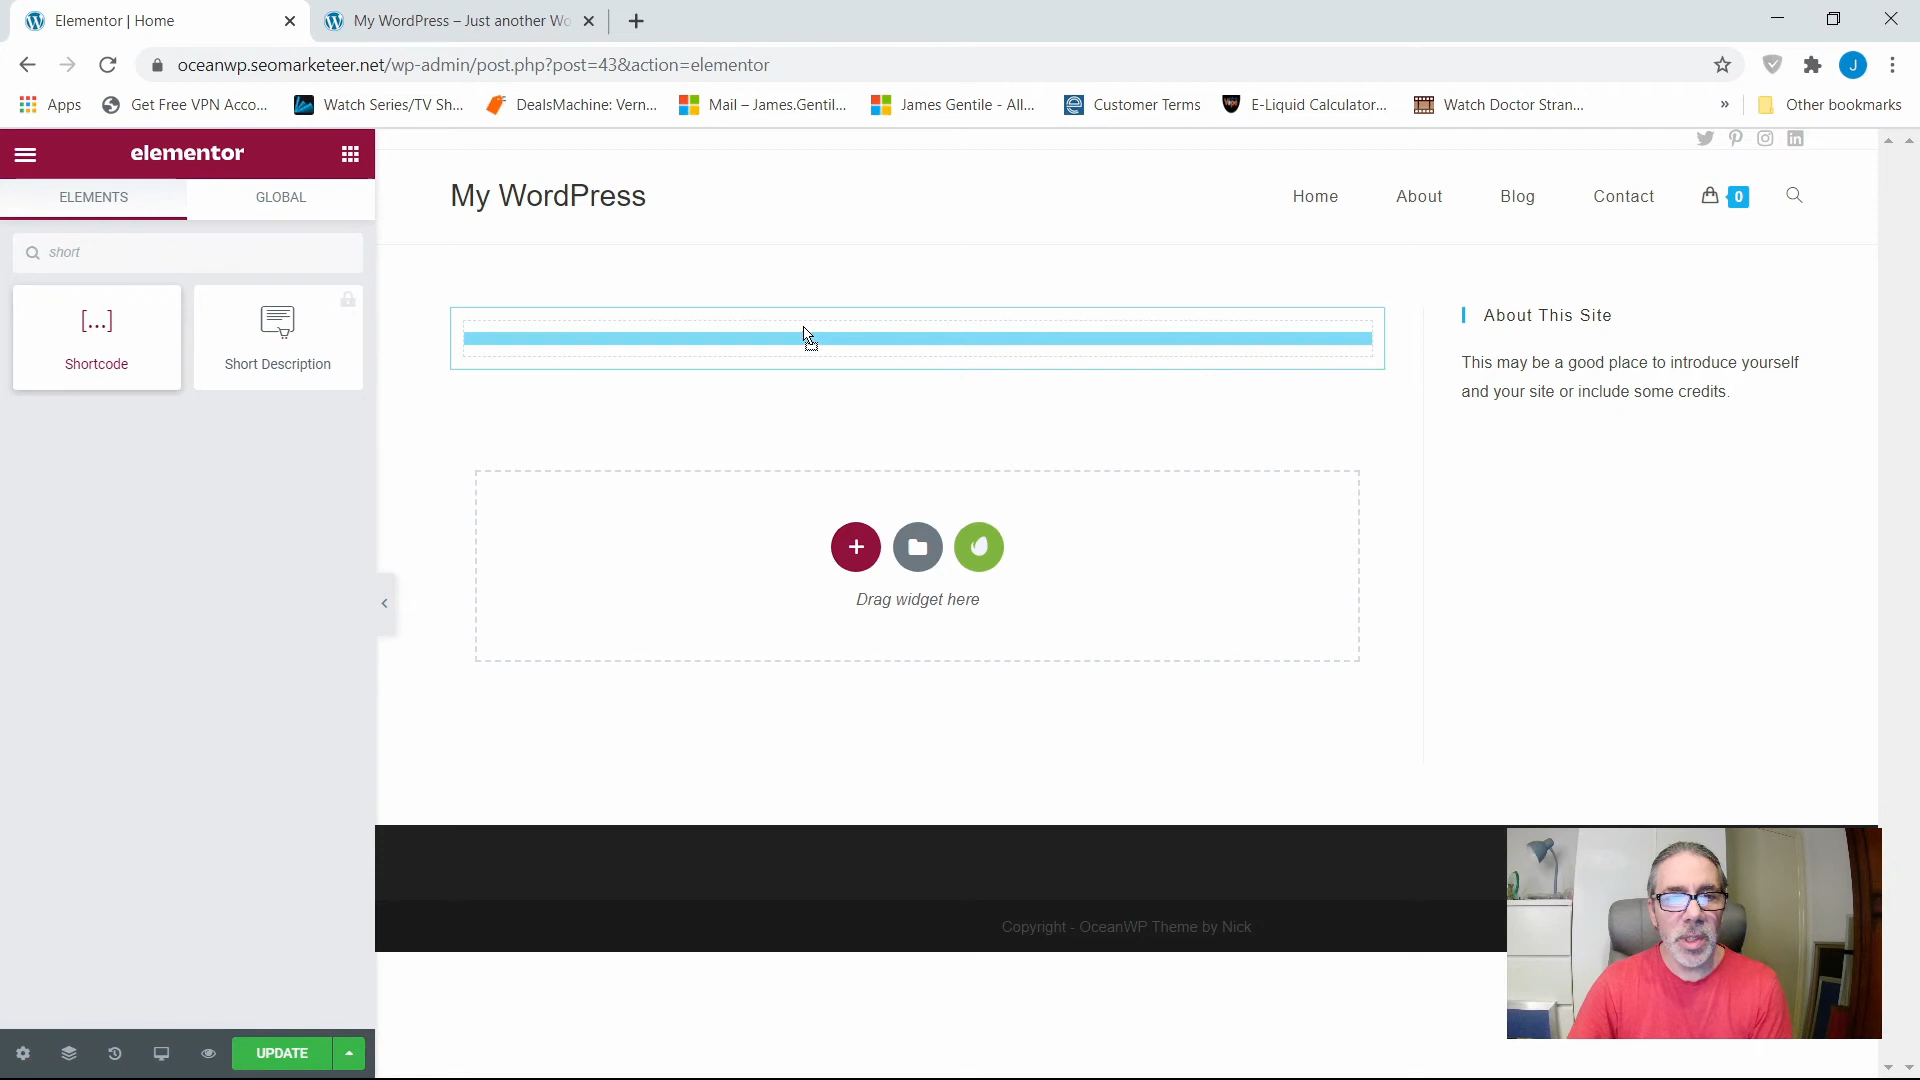 Elementor | Home
My WordPress – Just another Wo
oceanwp.seomarketeer.net/wp-admin/post.php?post=43&action=elementor
J
Apps
Get Free VPN Acco...
Watch Series/TV Sh...
DealsMachine: Vern...
Mail – James.Gentil...
James Gentile - All...
Customer Terms
E-Liquid Calculator...
Watch Doctor Stran...
»
Other bookmarks
elementor
ELEMENTS
GLOBAL
short
[...]
Shortcode
Short Description
UPDATE
My WordPress
Home
About
Blog
Contact
0
About This Site
This may be a good place to introduce yourself
and your site or include some credits.
Drag widget here
Copyright - OceanWP Theme by Nick